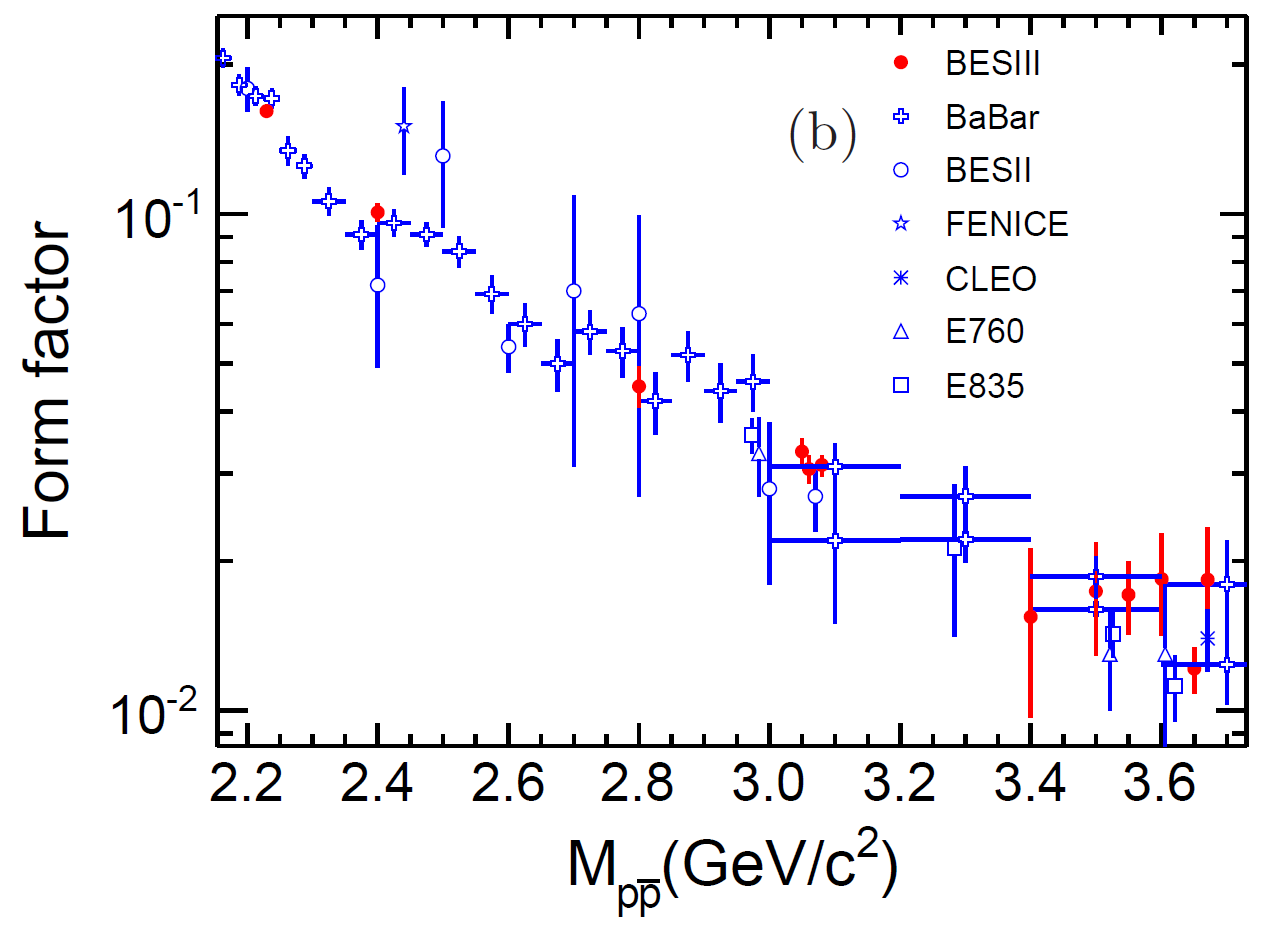 BESIII
BaBar
(b)
BESII
FENICE
CLEO
E760
E835
Form factor
10⁻¹
10⁻²
2.2 2.4 2.6 2.8 3.0 3.2 3.4 3.6
M_pp̅(GeV/c²)